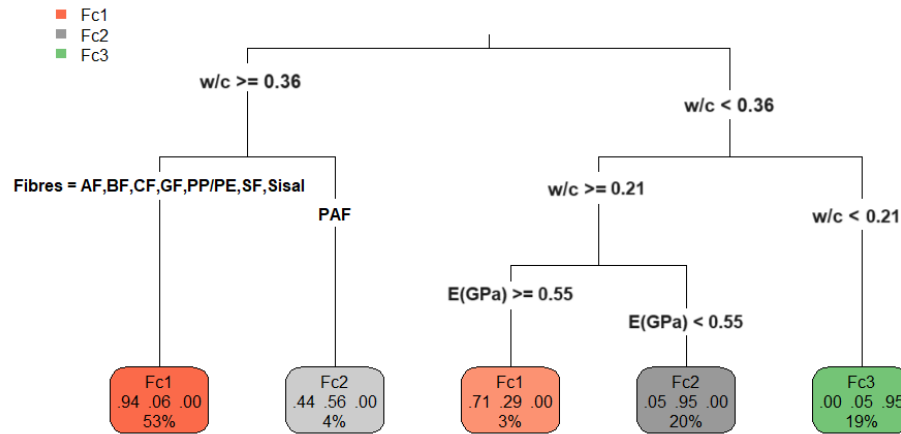 Fc1
Fc2
Fc3
w/c >= 0.36
w/c < 0.36
Fibres = AF,BF,CF,GF,PP/PE,SF,Sisal
PAF
w/c >= 0.21
w/c < 0.21
E(GPa) >= 0.55
E(GPa) < 0.55
Fc1
.94 .06 .00
53%
Fc2
.44 .56 .00
4%
Fc1
.71 .29 .00
3%
Fc2
.05 .95 .00
20%
Fc3
.00 .05 .95
19%